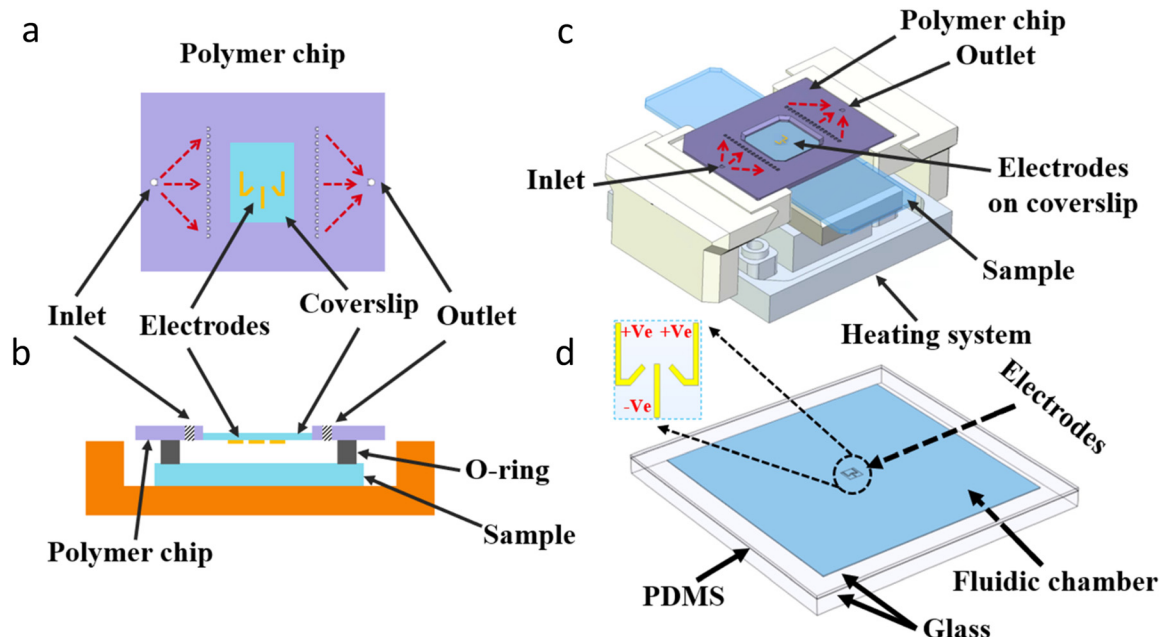 a
Polymer chip
Inlet
Electrodes
Coverslip
Outlet
b
O-ring
Sample
Polymer chip
c
Polymer chip
Outlet
Inlet
Electrodes
on coverslip
Sample
Heating system
d
+Ve +Ve
-Ve
Electrodes
Fluidic chamber
PDMS
Glass